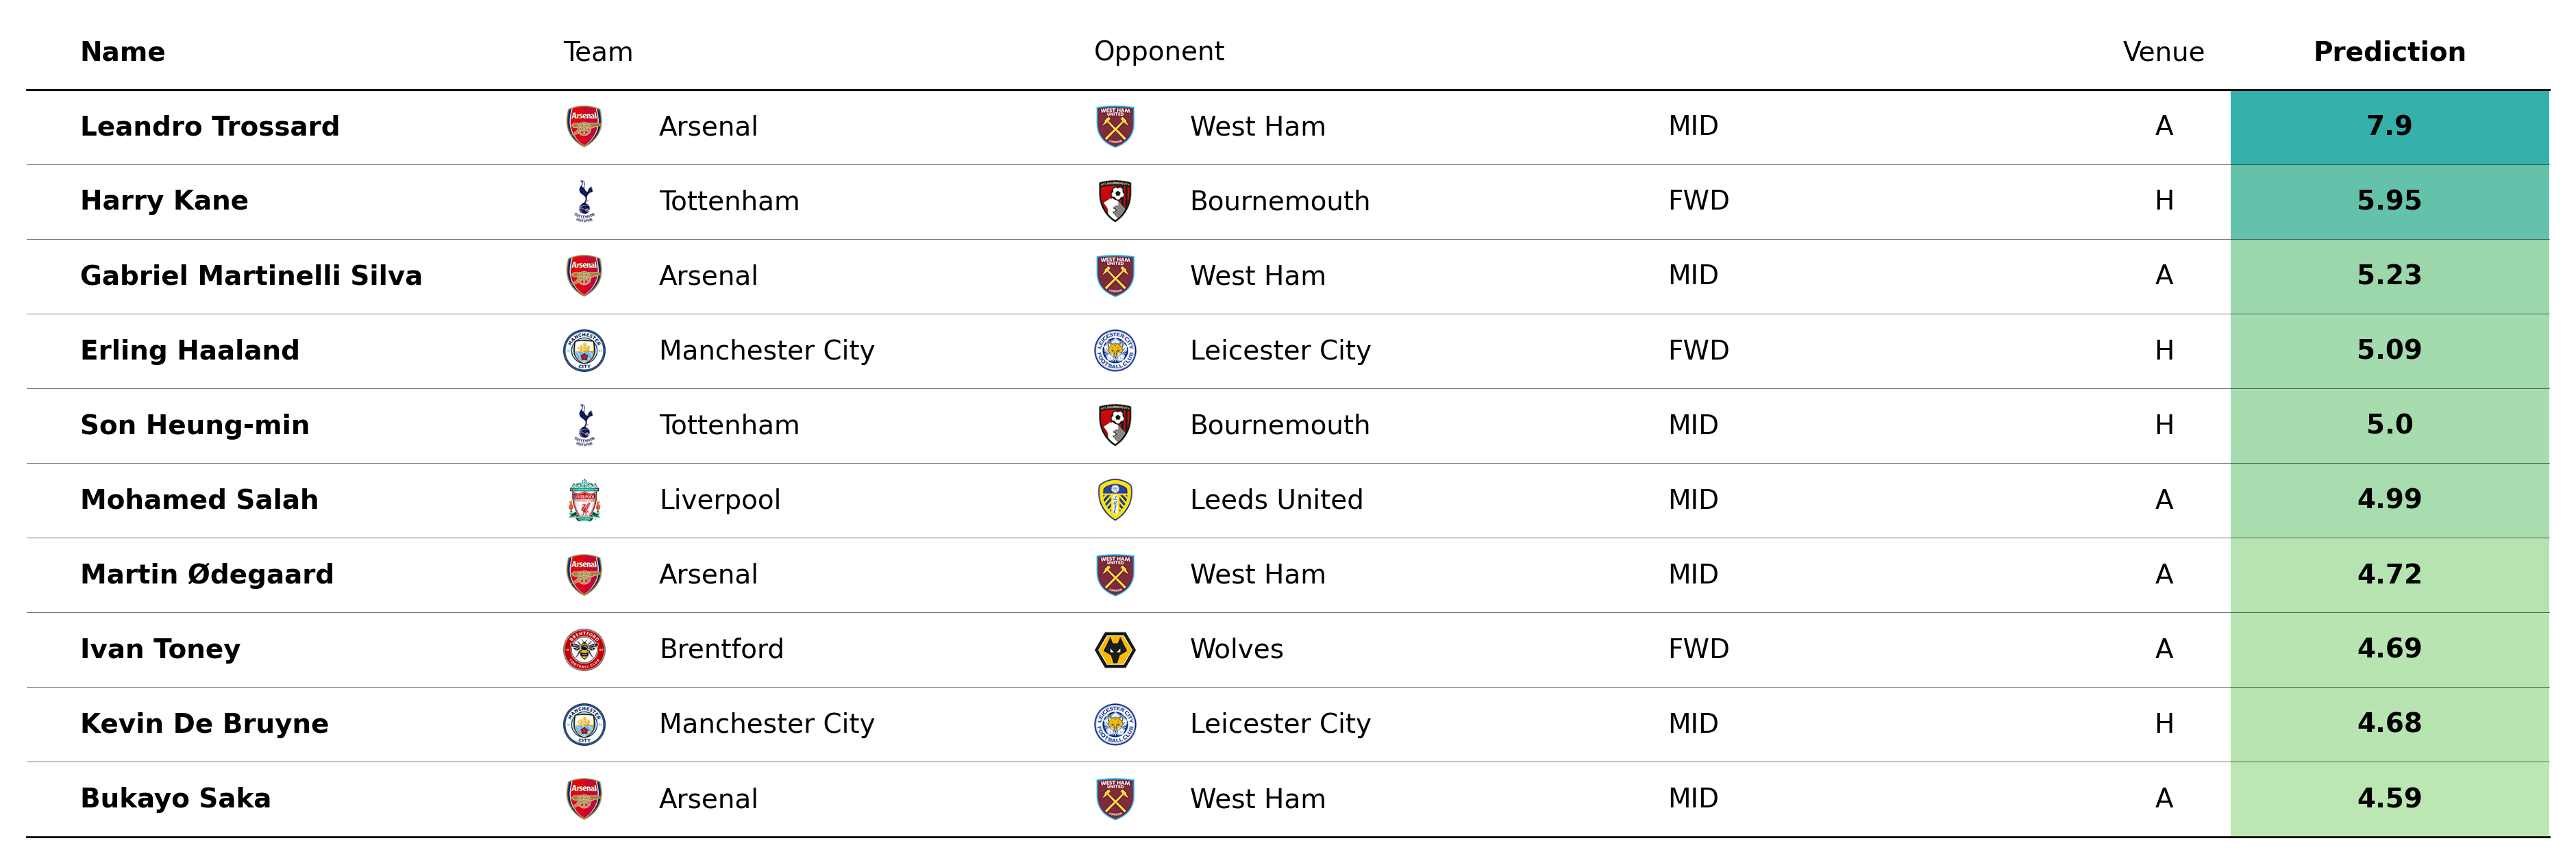 Name Team Opponent Venue Prediction
Leandro Trossard Arsenal West Ham MID A 7.9
Harry Kane Tottenham Bournemouth FWD H 5.95
Gabriel Martinelli Silva Arsenal West Ham MID A 5.23
Erling Haaland Manchester City Leicester City FWD H 5.09
Son Heung-min Tottenham Bournemouth MID H 5.0
Mohamed Salah Liverpool Leeds United MID A 4.99
Martin Ødegaard Arsenal West Ham MID A 4.72
Ivan Toney Brentford Wolves FWD A 4.69
Kevin De Bruyne Manchester City Leicester City MID H 4.68
Bukayo Saka Arsenal West Ham MID A 4.59